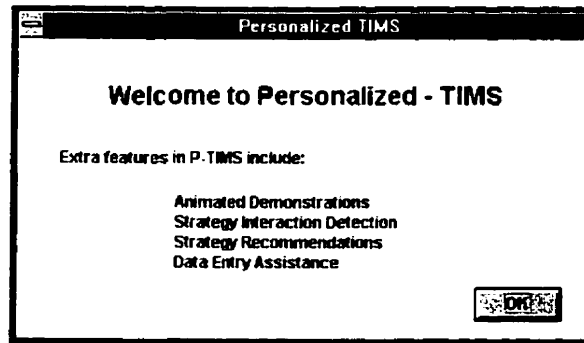 Personalized TIMS
Welcome to Personalized - TIMS
Extra features in P-TIMS include:
Animated Demonstrations
Strategy Interaction Detection
Strategy Recommendations
Data Entry Assistance
OK